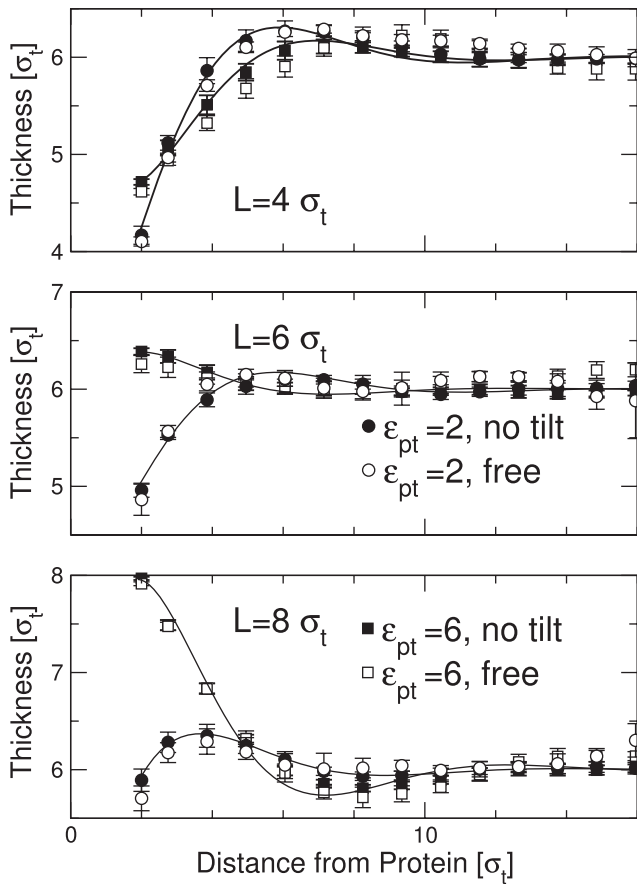 6
5
4
Thickness [σt]
L=4 σt
7
6
5
Thickness [σt]
L=6 σt
εpt=2, no tilt
εpt=2, free
8
7
6
Thickness [σt]
L=8 σt
εpt=6, no tilt
εpt=6, free
0 10
Distance from Protein [σt]